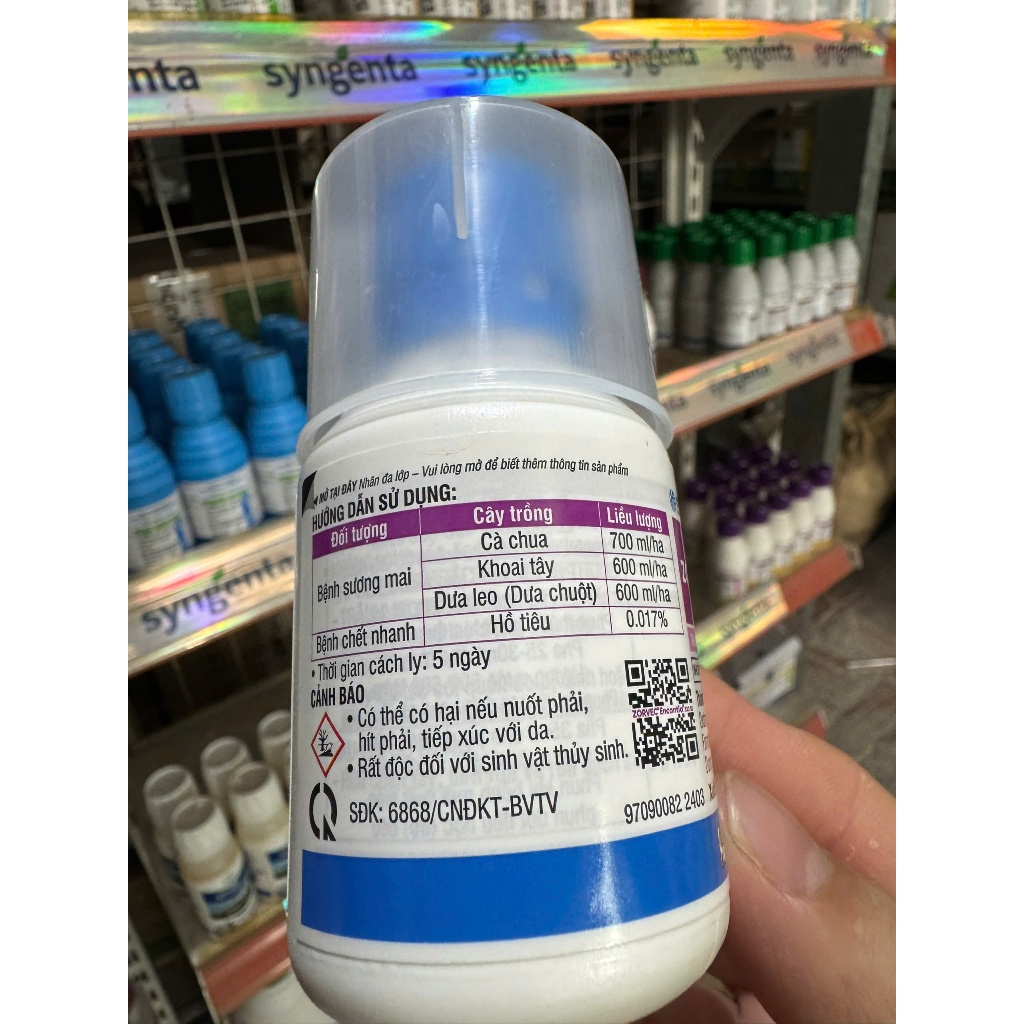 syngenta
syngenta
syngenta
syngenta
syngenta
syngenta
syngenta
syngenta
syngenta
MỞ TẠI ĐÂY Nhãn đa lớp – Vui lòng mở để biết thêm thông tin sản phẩm
HƯỚNG DẪN SỬ DỤNG:
Đối tượng Cây trồng Liều lượng
Bệnh sương mai Cà chua 700 ml/ha
Khoai tây 600 ml/ha
Dưa leo (Dưa chuột) 600 ml/ha
Bệnh chết nhanh Hồ tiêu 0.017%
• Thời gian cách ly: 5 ngày
CẢNH BÁO
• Có thể có hại nếu nuốt phải,
hít phải, tiếp xúc với da.
• Rất độc đối với sinh vật thủy sinh.
ZORVEC Encantia
SĐK: 6868/CNĐKT-BVTV
97090082 2403